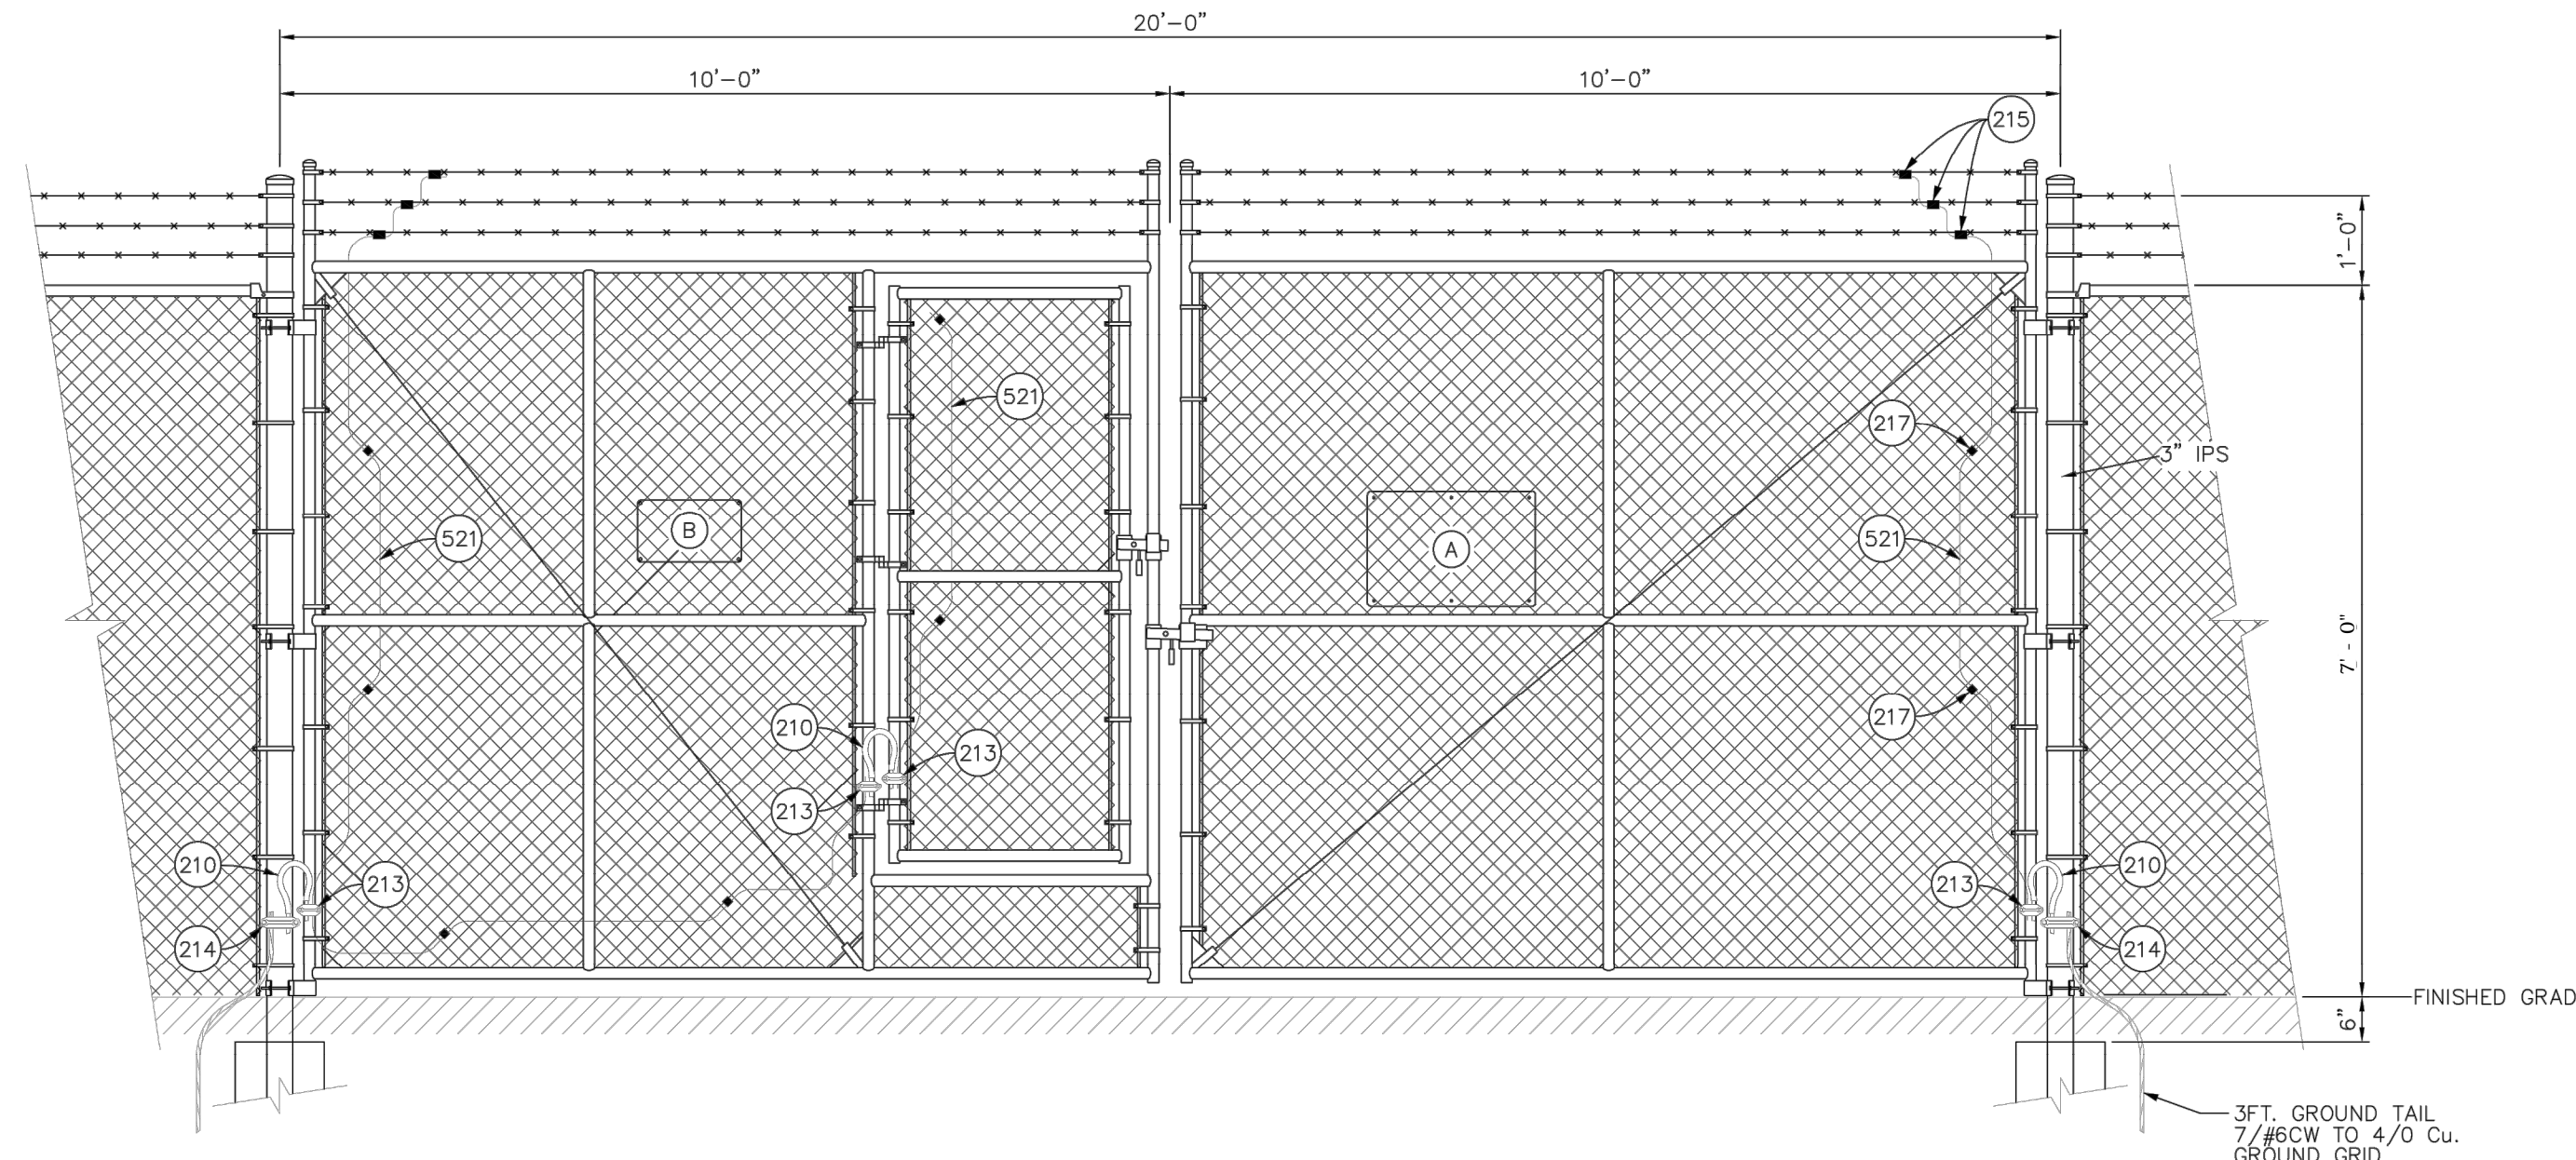 20'-0"
10'-0"
10'-0"
215
1'-0"
521
217
3" IPS
B
521
A
521
7' - 0"
210
217
213
213
210
213
213
210
214
214
FINISHED GRAD
6"
3FT. GROUND TAIL
7/#6CW TO 4/0 Cu.
GROUND GRID